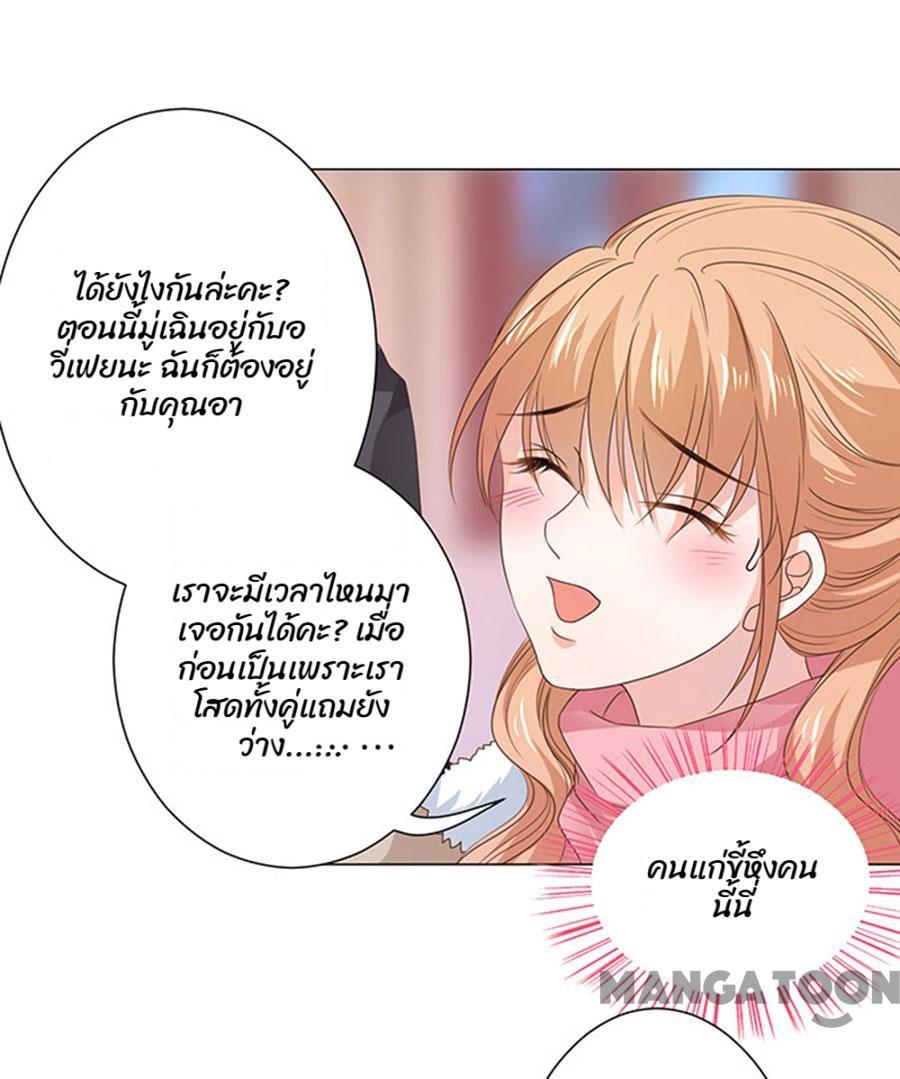 ได้ยังไงกันล่ะคะ?
ตอนนี้มู่เฉินอยู่กับอ
วี่เฟยนะ ฉันก็ต้องอยู่
กับคุณอา
เราจะมีเวลาไหนมา
เจอกันได้คะ? เมื่อ
ก่อนเป็นเพราะเรา
โสดทั้งคู่แถมยัง
ว่าง...::· ···
คนแก่ขี้หึงคน
นี้นี่
MANGATOON